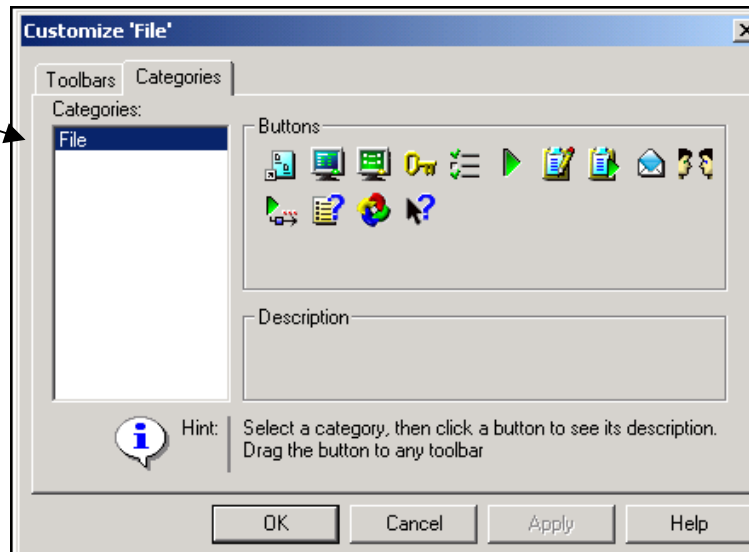 Customize 'File'
Toolbars Categories
Categories:
File
Buttons
Description
Hint: Select a category, then click a button to see its description.
Drag the button to any toolbar
OK Cancel Apply Help